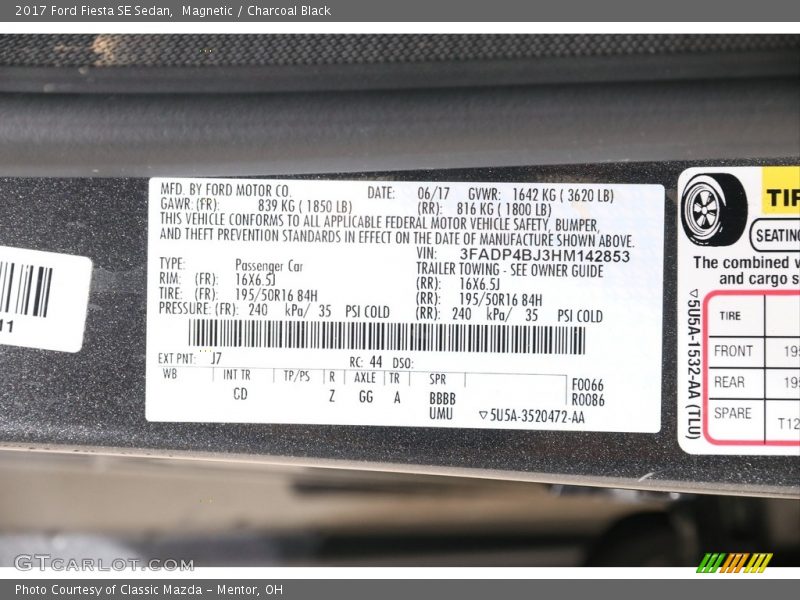 2017 Ford Fiesta SE Sedan,  Magnetic / Charcoal Black
MFD. BY FORD MOTOR CO.    DATE:   06/17   GVWR:  1642 KG ( 3620 LB)
GAWR: (FR):   839 KG ( 1850 LB)   (RR):  816 KG ( 1800 LB)
THIS VEHICLE CONFORMS TO ALL APPLICABLE FEDERAL MOTOR VEHICLE SAFETY, BUMPER,
AND THEFT PREVENTION STANDARDS IN EFFECT ON THE DATE OF MANUFACTURE SHOWN ABOVE.
VIN: 3FADP4BJ3HM142853
TYPE:   Passenger Car   TRAILER TOWING - SEE OWNER GUIDE
RIM:   (FR):   16X6.5J   (RR):   16X6.5J
TIRE:   (FR):   195/50R16 84H   (RR):   195/50R16 84H
PRESSURE: (FR):  240  kPa/  35  PSI COLD   (RR):  240  kPa/  35  PSI COLD
EXT PNT:  J7   RC: 44  DSO:
WB   INT TR   TP/PS   R   AXLE   TR   SPR   F0066
CD   Z   GG   A   BBBB   R0086
UMU   ▽5U5A-3520472-AA
11
TIR
SEATING
The combined
and cargo s
TIRE
FRONT   195
REAR   195
SPARE   T12
▽5U5A-1532-AA (TLU)
GTCARLOT.COM
Photo Courtesy of Classic Mazda - Mentor, OH